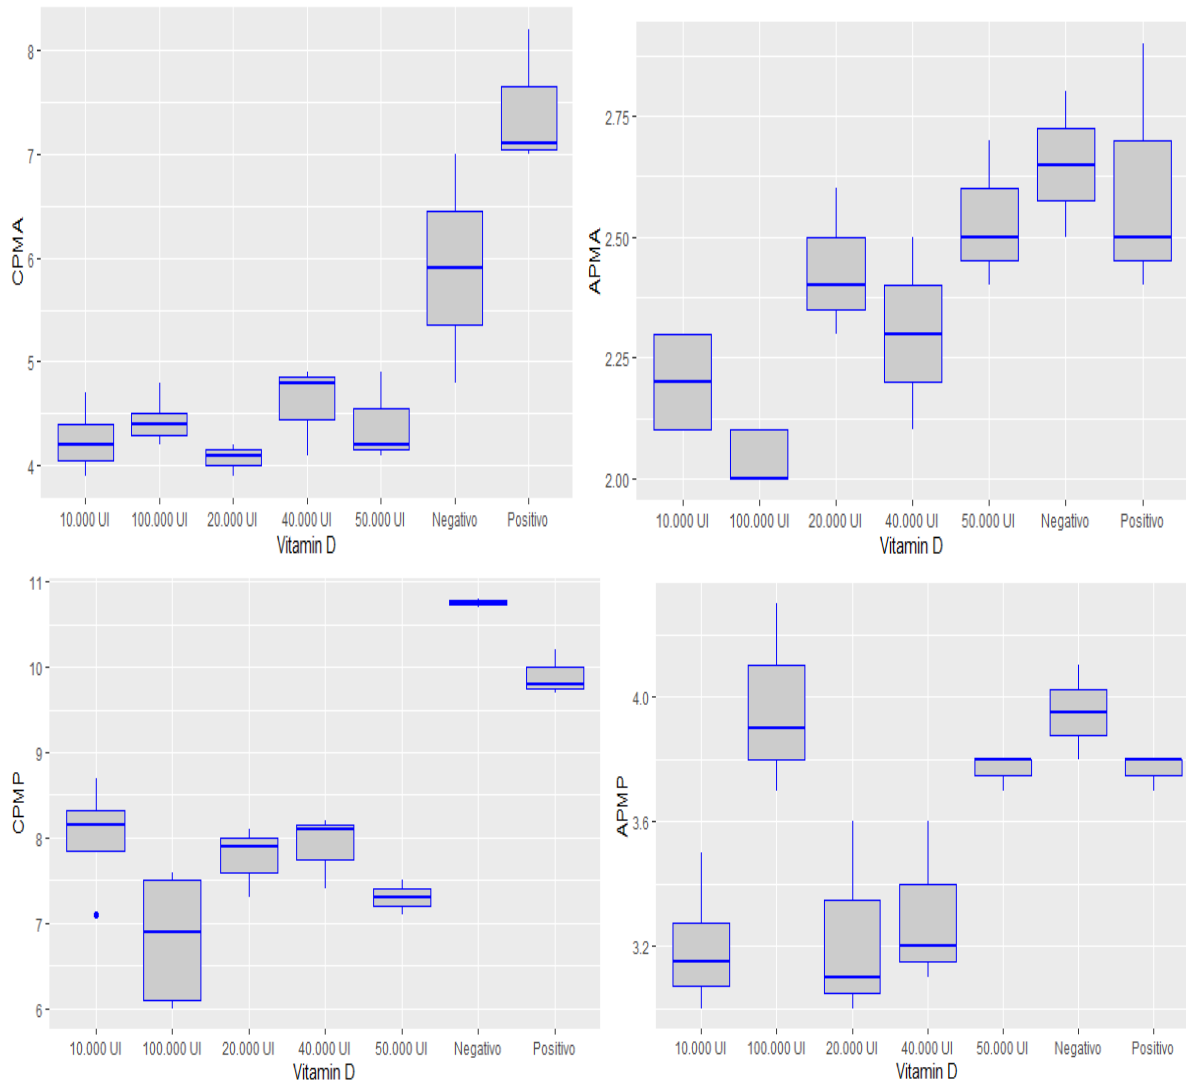 8
7
6
5
4
CPMA
10.000 UI 100.000 UI 20.000 UI 40.000 UI 50.000 UI Negativo Positivo
Vitamin D
2.75
2.50
2.25
2.00
APMA
10.000 UI 100.000 UI 20.000 UI 40.000 UI 50.000 UI Negativo Positivo
Vitamin D
11
10
9
8
7
6
CPMP
10.000 UI 100.000 UI 20.000 UI 40.000 UI 50.000 UI Negativo Positivo
Vitamin D
4.0
3.6
3.2
APMP
10.000 UI 100.000 UI 20.000 UI 40.000 UI 50.000 UI Negativo Positivo
Vitamin D